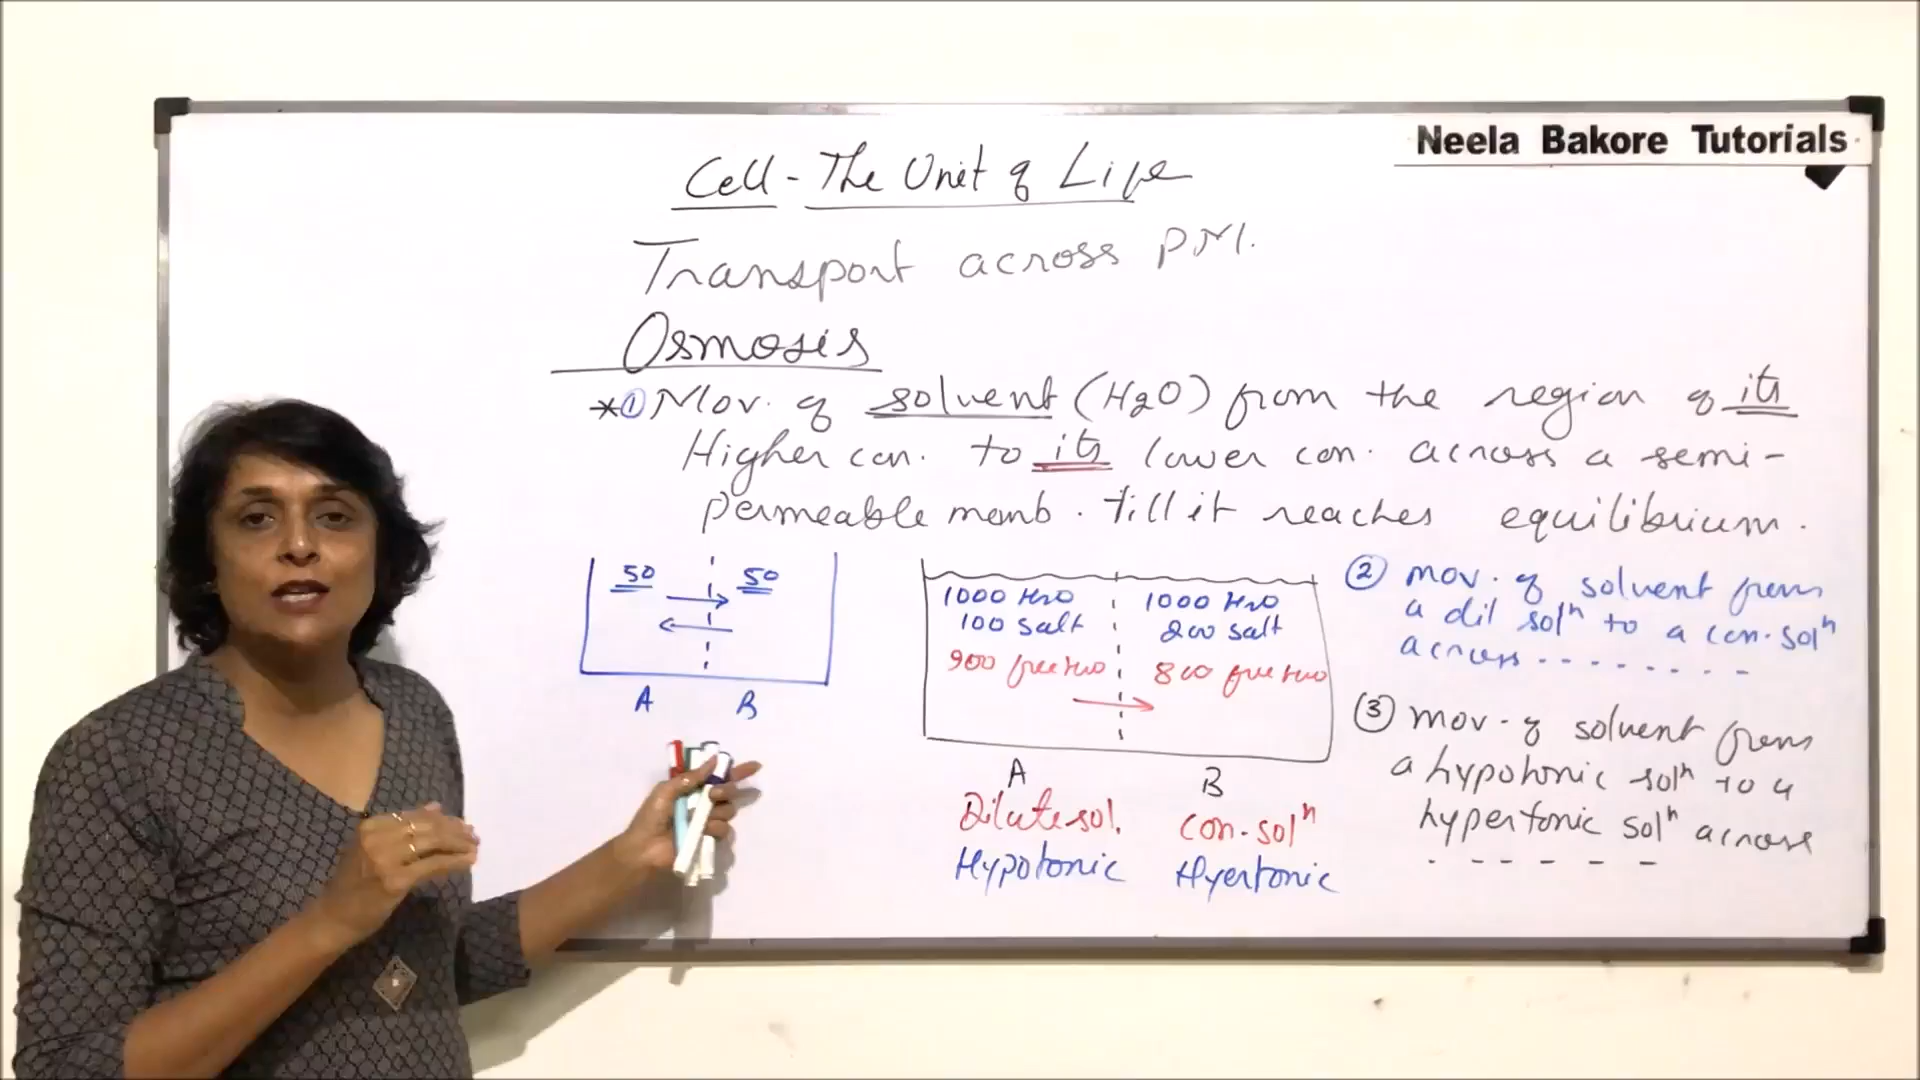 Neela Bakore Tutorials
Cell - The Unit of Life
Transport across P.M.
Osmosis
*① Mov. of solvent (H2O) from the region of its
Higher con. to its lower con. across a semi-
permeable memb. till it reaches equilibrium.
50 50
A B
1000 H2O 1000 H2O
100 salt 200 salt
900 free H2O 800 free H2O
A B
Dilute sol. Con. solⁿ
Hypotonic Hyertonic
② mov. of solvent from
a dil solⁿ to a con. solⁿ
across - - - - - - - - -
③ mov. of solvent from
a hypotonic solⁿ to a
hypertonic solⁿ across
- - - - - -